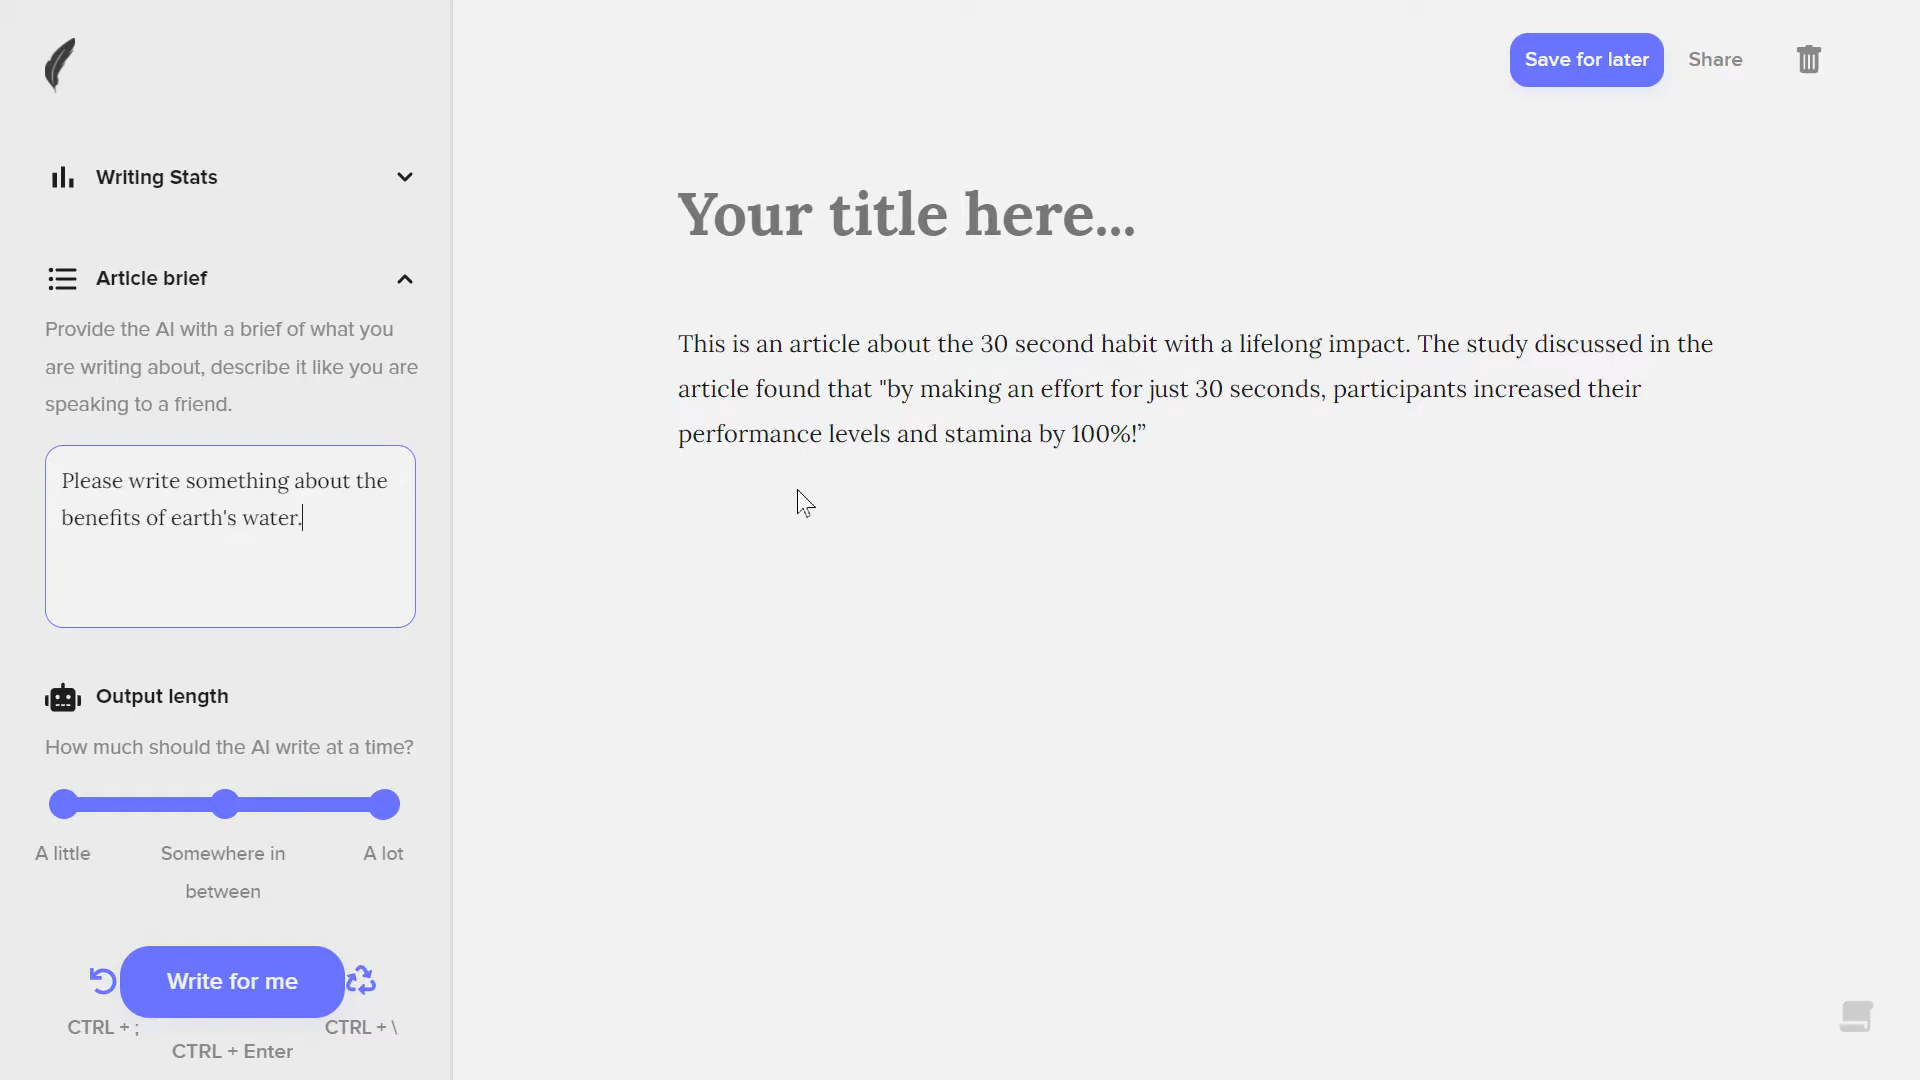 Save for later
Share
Writing Stats
Your title here...
Article brief
Provide the AI with a brief of what you
are writing about, describe it like you are
speaking to a friend.
This is an article about the 30 second habit with a lifelong impact. The study discussed in the
article found that "by making an effort for just 30 seconds, participants increased their
performance levels and stamina by 100%!”
Please write something about the
benefits of earth's water.
Output length
How much should the AI write at a time?
A little
Somewhere in
between
A lot
Write for me
CTRL + ;
CTRL + \
CTRL + Enter